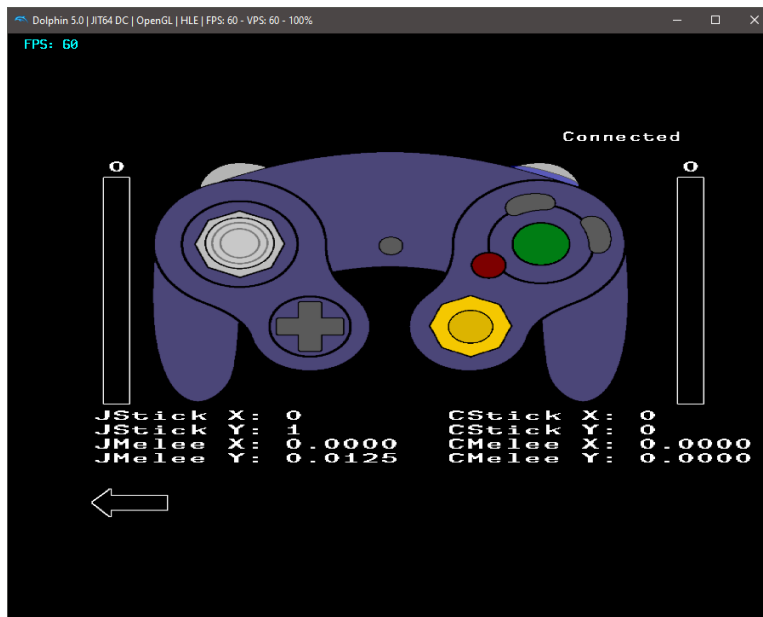 Dolphin 5.0 | JIT64 DC | OpenGL | HLE | FPS: 60 - VPS: 60 - 100%
FPS: 60
Connected
0
0
JStick X: 0
CStick X: 0
JStick Y: 1
CStick Y: 0
JMelee X: 0.0000
CMelee X: 0.0000
JMelee Y: 0.0125
CMelee Y: 0.0000